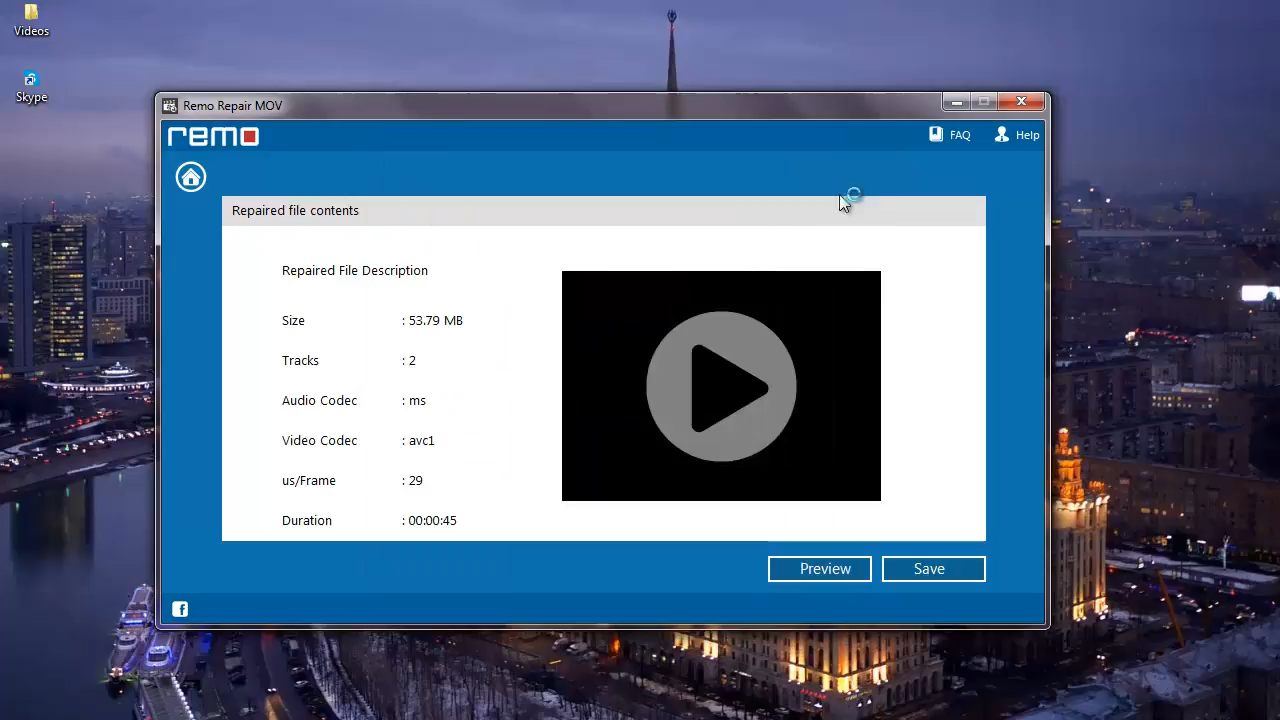 Videos
Skype
Remo Repair MOV
remo
FAQ
Help
Repaired file contents
Repaired File Description
Size : 53.79 MB
Tracks : 2
Audio Codec : ms
Video Codec : avc1
us/Frame : 29
Duration : 00:00:45
Preview
Save
f